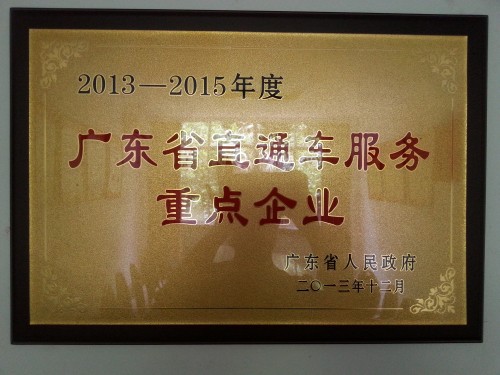 2013—2015年度
广东省直通车服务
重点企业
广东省人民政府
二〇一三年十二月